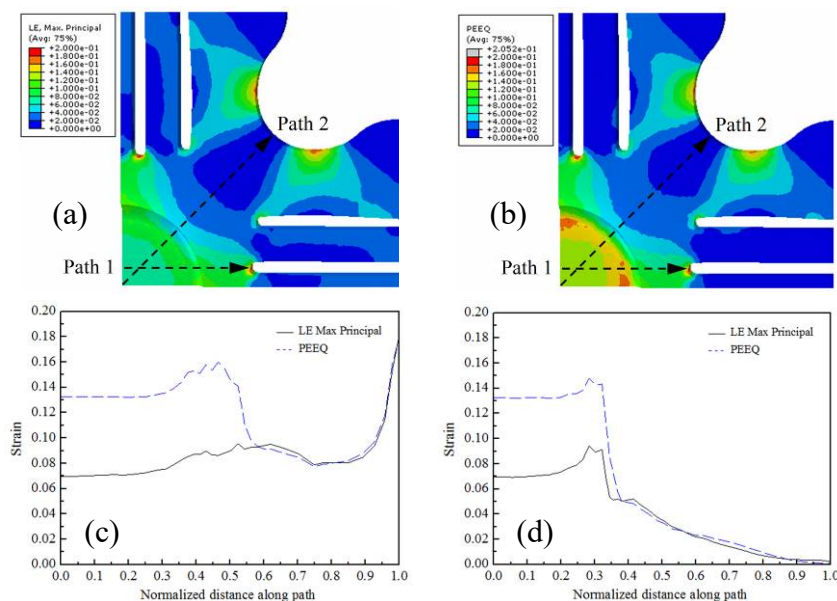 LE, Max. Principal
(Avg: 75%)
+2.000e-01
+1.800e-01
+1.600e-01
+1.400e-01
+1.200e-01
+1.000e-01
+8.000e-02
+6.000e-02
+4.000e-02
+2.000e-02
+0.000e+00
Path 2
(a)
Path 1
PEEQ
(Avg: 75%)
+2.052e-01
+2.000e-01
+1.800e-01
+1.600e-01
+1.400e-01
+1.200e-01
+1.000e-01
+8.000e-02
+6.000e-02
+4.000e-02
+2.000e-02
+0.000e+00
Path 2
(b)
Path 1
0.20
0.18
0.16
0.14
0.12
0.10
0.08
0.06
0.04
0.02
0.00
Strain
LE Max Principal
PEEQ
(c)
0.0 0.1 0.2 0.3 0.4 0.5 0.6 0.7 0.8 0.9 1.0
Normalized distance along path
0.20
0.18
0.16
0.14
0.12
0.10
0.08
0.06
0.04
0.02
0.00
Strain
LE Max Principal
PEEQ
(d)
0.0 0.1 0.2 0.3 0.4 0.5 0.6 0.7 0.8 0.9 1.0
Normalized distance along path